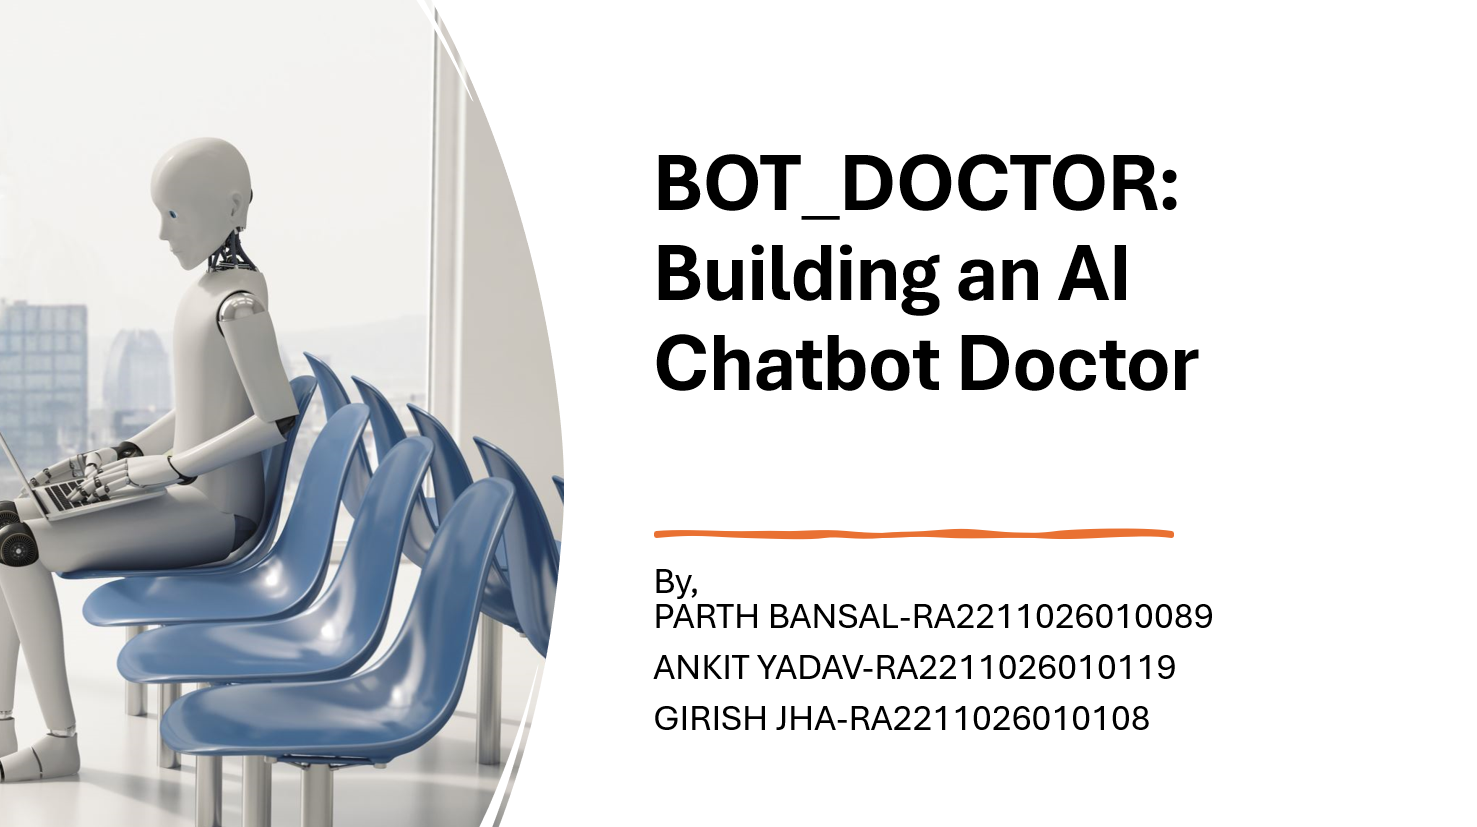 BOT_DOCTOR:
Building an AI
Chatbot Doctor
By,
PARTH BANSAL-RA2211026010089
ANKIT YADAV-RA2211026010119
GIRISH JHA-RA2211026010108